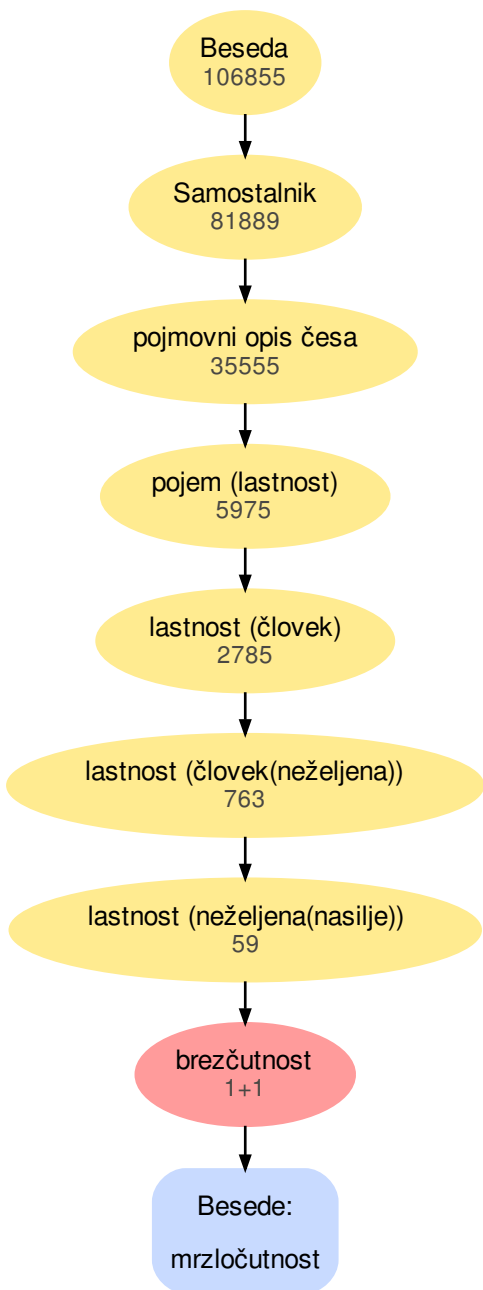 Beseda
106855
Samostalnik
81889
pojmovni opis česa
35555
pojem (lastnost)
5975
lastnost (človek)
2785
lastnost (človek(neželjena))
763
lastnost (neželjena(nasilje))
59
brezčutnost
1+1
Besede:
mrzločutnost